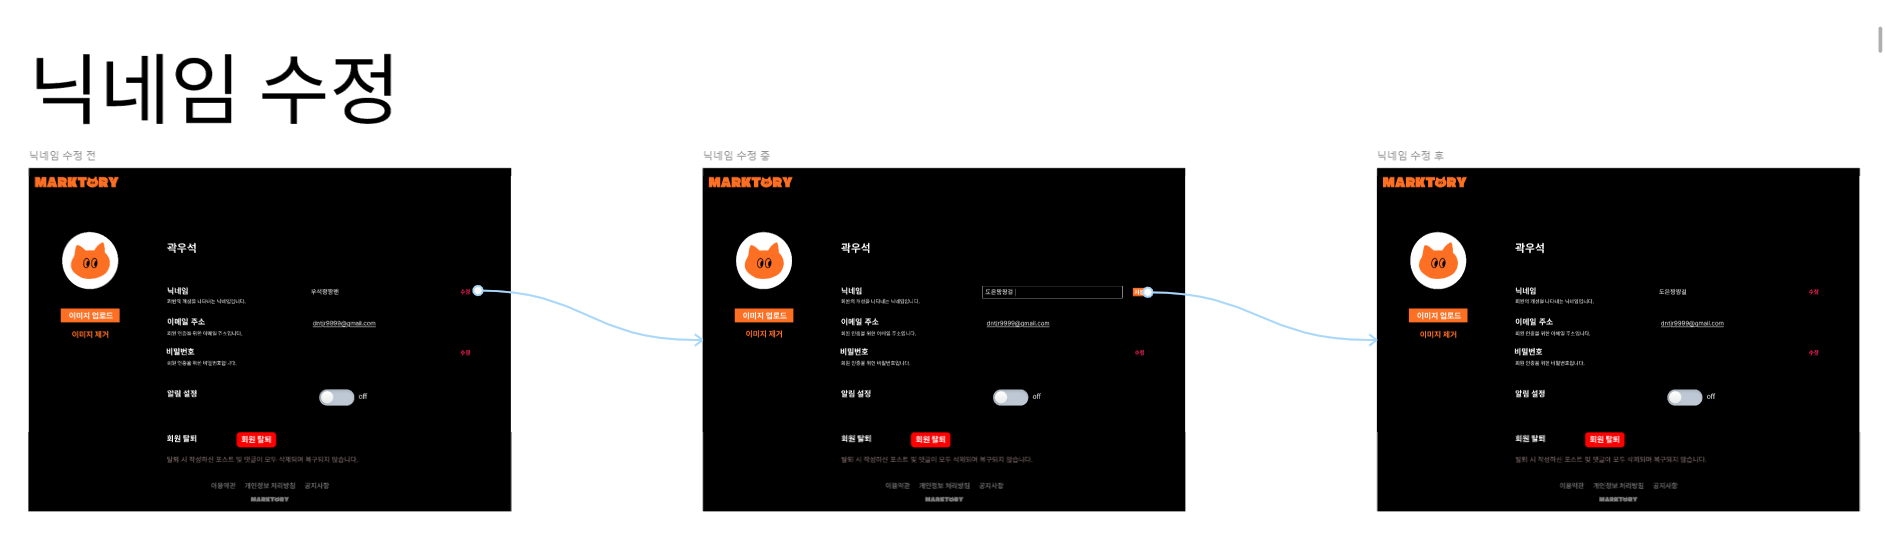 닉네임 수정
닉네임 수정 전
MARKTORY
곽우석
닉네임
수정
회원의 개성을 나타내는 닉네임입니다.
이미지 업로드
이메일 주소
dntjr9899@gmail.com
회원 인증을 위한 이메일 주소입니다.
이미지 제거
비밀번호
수정
회원 인증을 위한 비밀번호입니다.
알림 설정
off
회원 탈퇴
회원 탈퇴
탈퇴 시 작성하신 포스트 및 댓글이 모두 삭제되며 복구되지 않습니다.
이용약관 개인정보 처리방침 공지사항
MARKTORY
닉네임 수정 중
MARKTORY
곽우석
닉네임
회원의 개성을 나타내는 닉네임입니다.
이미지 업로드
이메일 주소
dntjr9899@gmail.com
회원 인증을 위한 이메일 주소입니다.
이미지 제거
비밀번호
수정
회원 인증을 위한 비밀번호입니다.
알림 설정
off
회원 탈퇴
회원 탈퇴
탈퇴 시 작성하신 포스트 및 댓글이 모두 삭제되며 복구되지 않습니다.
이용약관 개인정보 처리방침 공지사항
MARKTORY
닉네임 수정 후
MARKTORY
곽우석
닉네임
수정
회원의 개성을 나타내는 닉네임입니다.
이미지 업로드
이메일 주소
dntjr9899@gmail.com
회원 인증을 위한 이메일 주소입니다.
이미지 제거
비밀번호
수정
회원 인증을 위한 비밀번호입니다.
알림 설정
off
회원 탈퇴
회원 탈퇴
탈퇴 시 작성하신 포스트 및 댓글이 모두 삭제되며 복구되지 않습니다.
이용약관 개인정보 처리방침 공지사항
MARKTORY